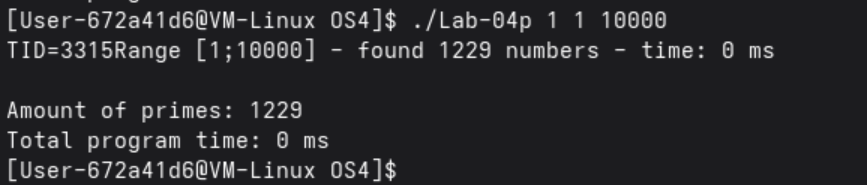 [User-672a41d6@VM-Linux OS4]$ ./Lab-04p 1 1 10000
TID=3315Range [1;10000] - found 1229 numbers - time: 0 ms
Amount of primes: 1229
Total program time: 0 ms
[User-672a41d6@VM-Linux OS4]$